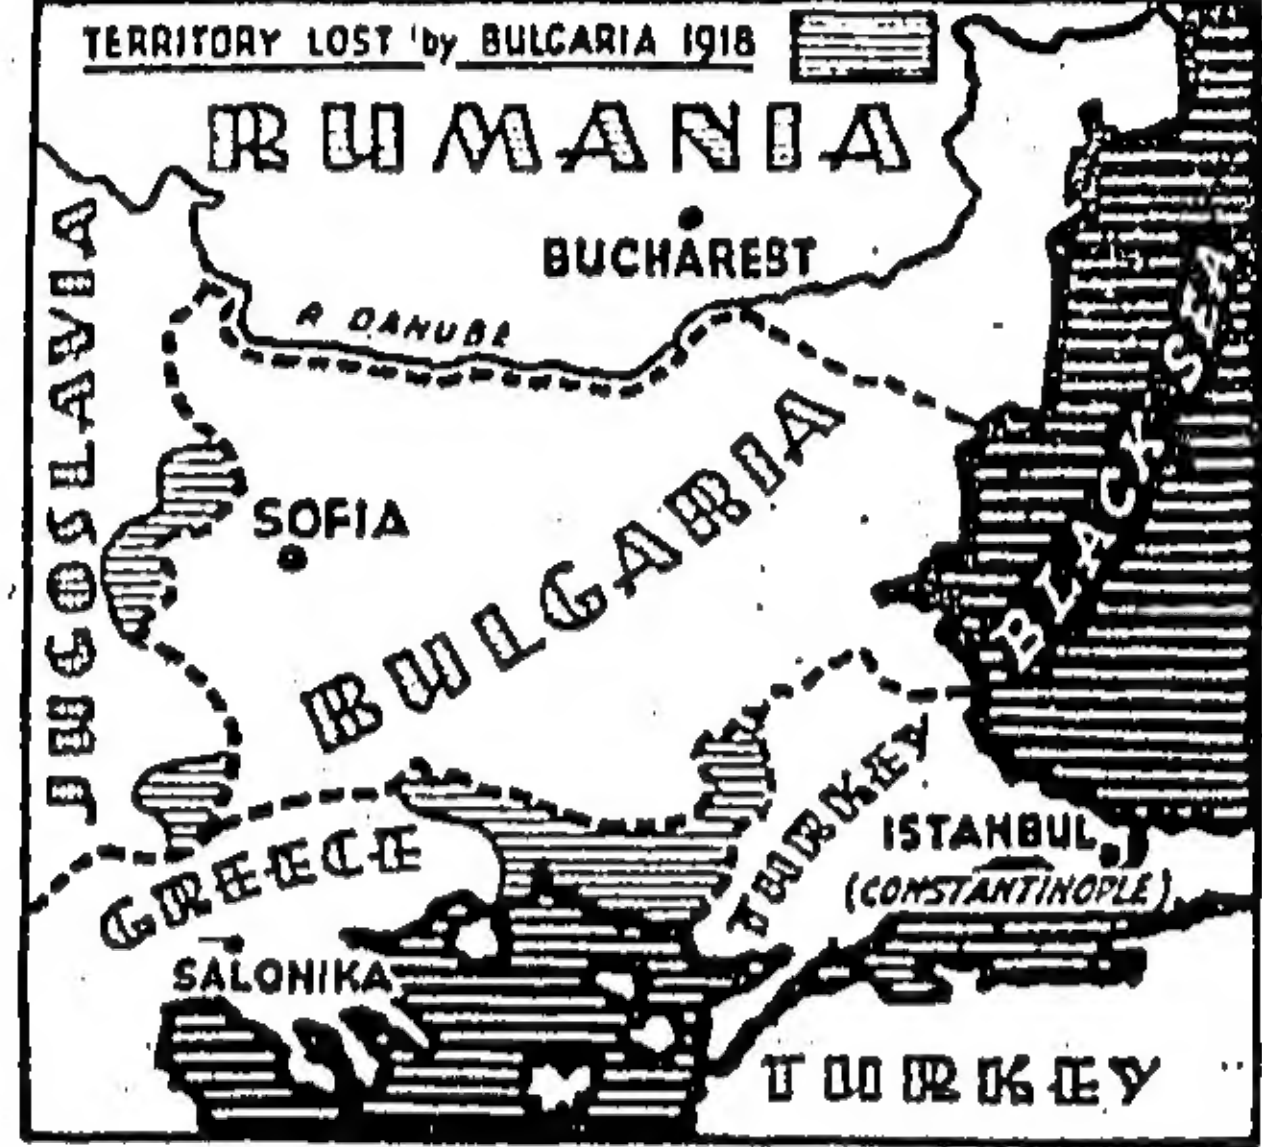 TERRITORY LOST by BULGARIA 1918
RUMANIA
BUCHAREST
R DANUBE
JUGOSLAVIA
SOFIA
BULGARIA
BLACK SEA
GREECE
TURKEY
ISTANBUL
(CONSTANTINOPLE)
SALONIKA
TURKEY